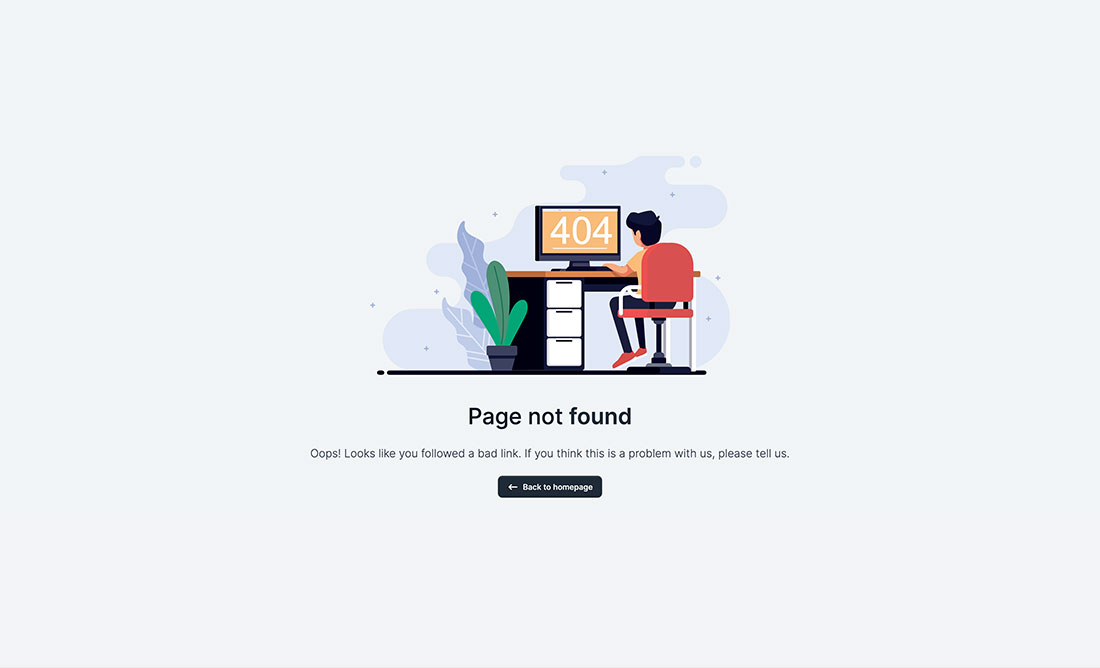 404
Page not found
Oops! Looks like you followed a bad link. If you think this is a problem with us, please tell us.
Back to homepage